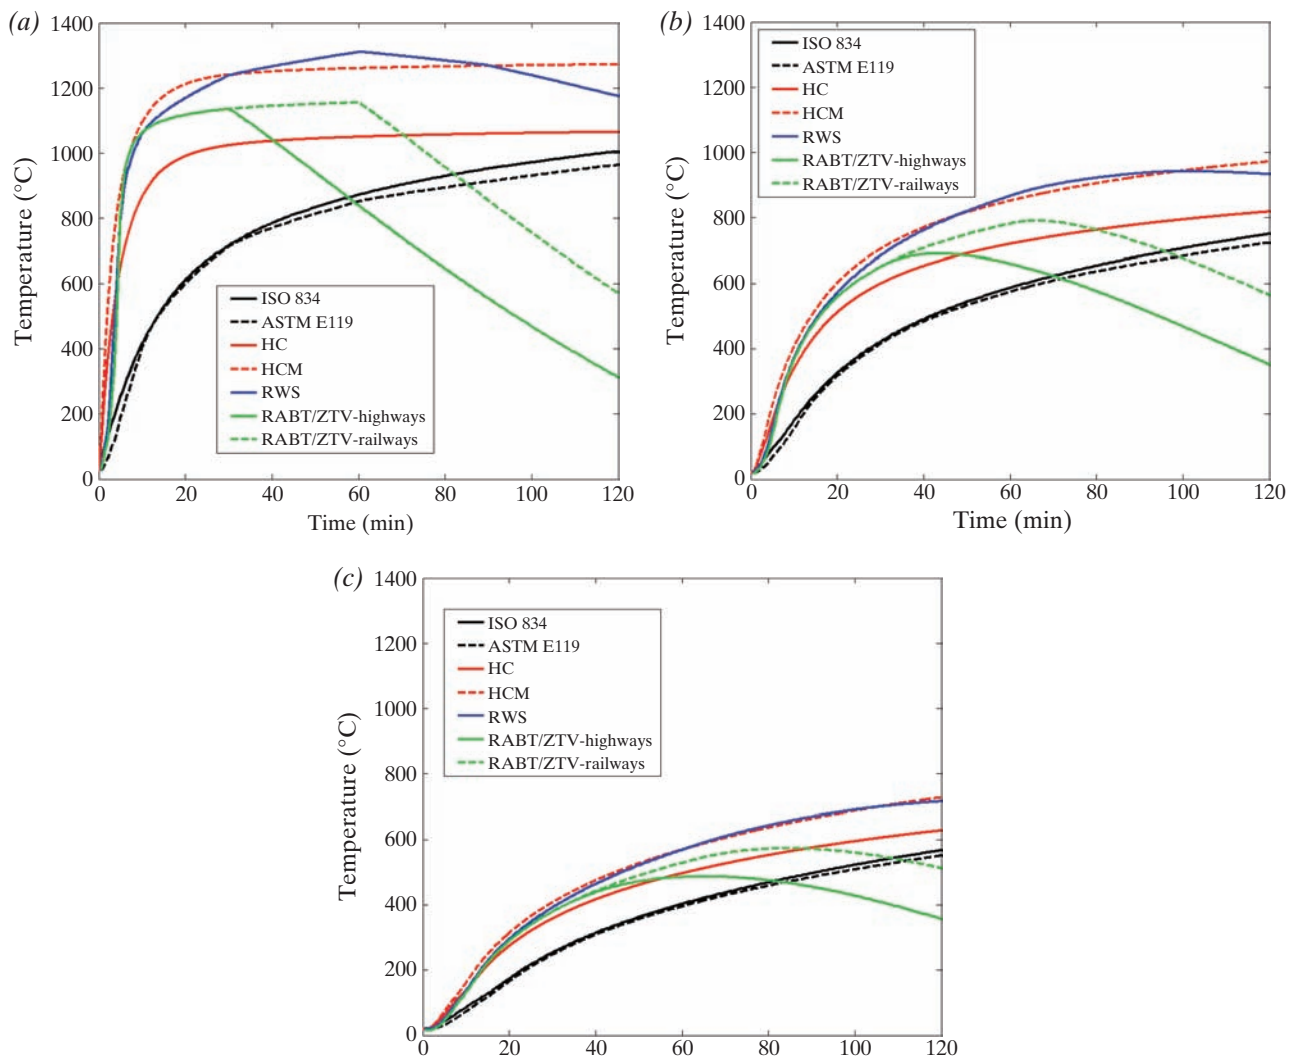 (a)
1400
1200
1000
800
600
400
200
0
Temperature (°C)
ISO 834
ASTM E119
HC
HCM
RWS
RABT/ZTV-highways
RABT/ZTV-railways
0 20 40 60 80 100 120
Time (min)
(b)
1400
1200
1000
800
600
400
200
0
Temperature (°C)
ISO 834
ASTM E119
HC
HCM
RWS
RABT/ZTV-highways
RABT/ZTV-railways
0 20 40 60 80 100 120
Time (min)
(c)
1400
1200
1000
800
600
400
200
0
Temperature (°C)
ISO 834
ASTM E119
HC
HCM
RWS
RABT/ZTV-highways
RABT/ZTV-railways
0 20 40 60 80 100 120